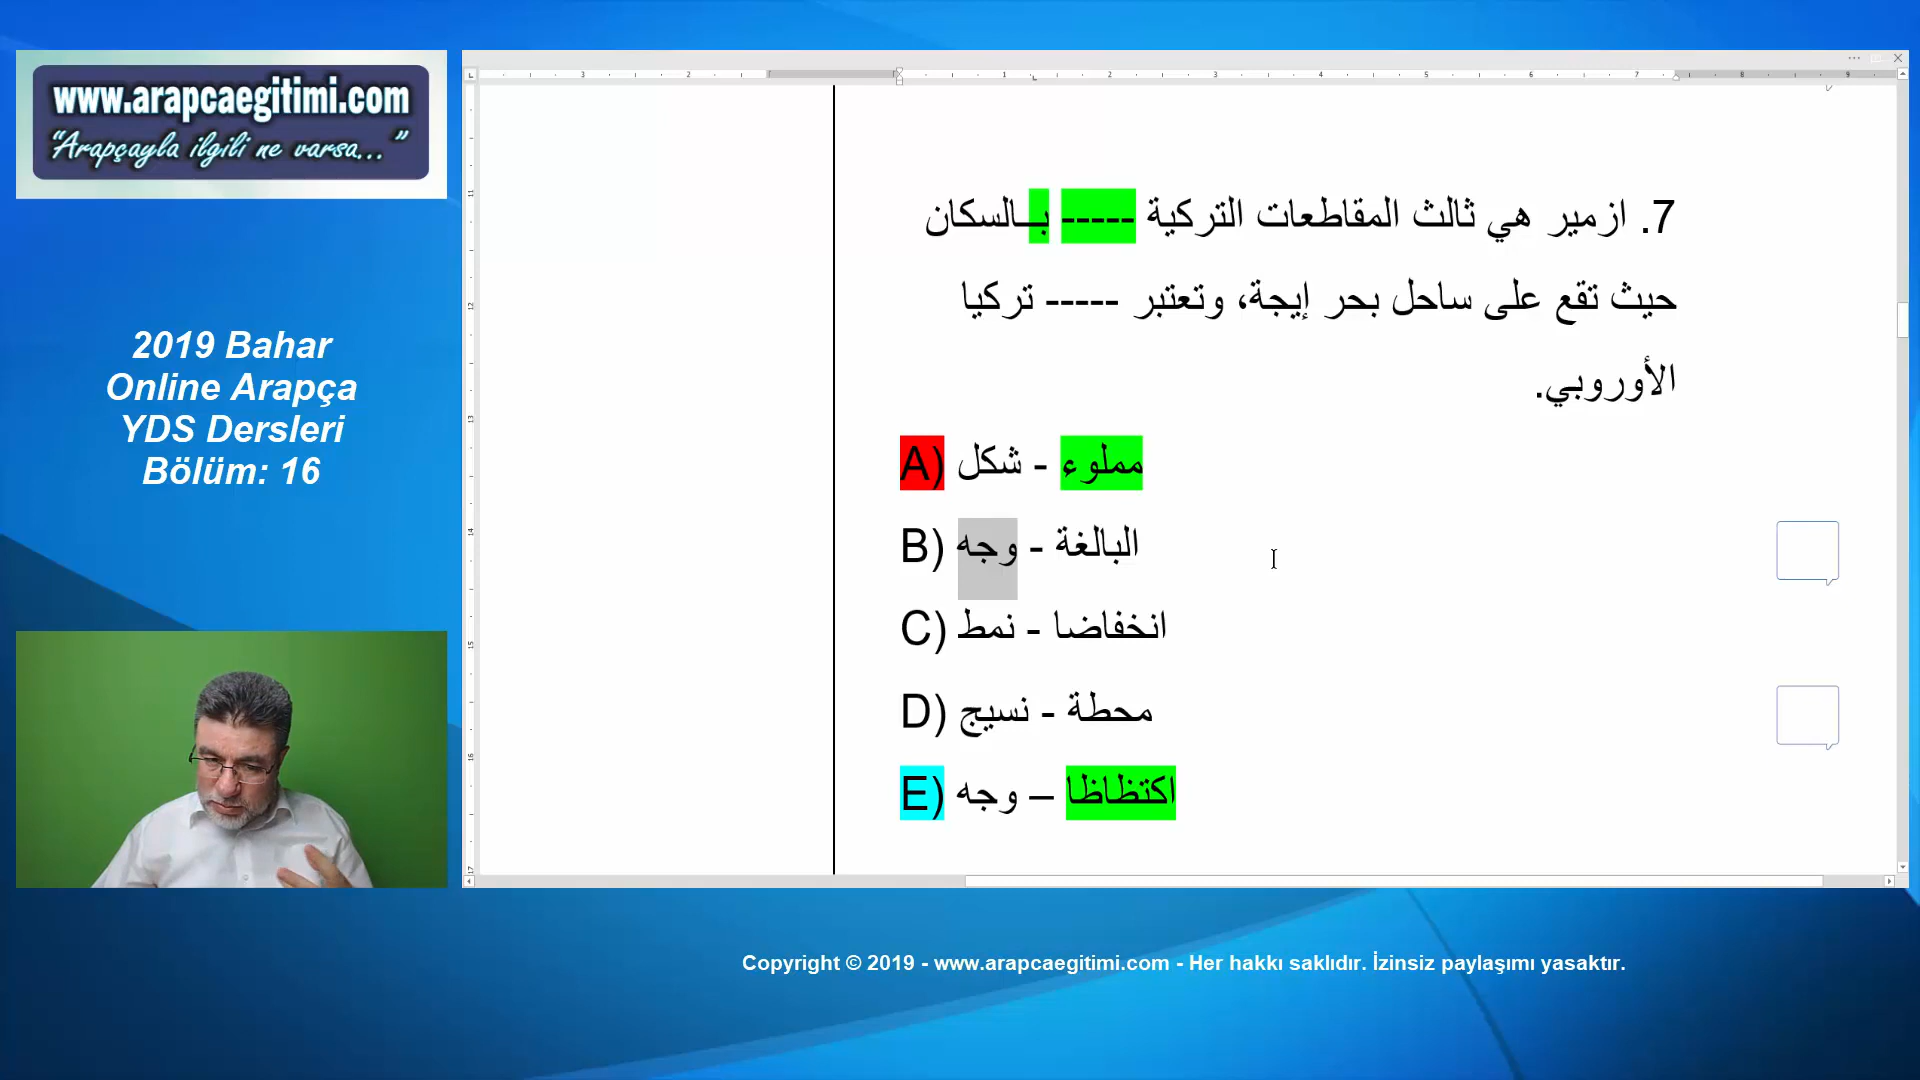 www.arapcaegitimi.com
“Arapçayla ilgili ne varsa...”
2019 Bahar
Online Arapça
YDS Dersleri
Bölüm: 16
7. ازمير هي ثالث المقاطعات التركية ----- بـالسكان
حيث تقع على ساحل بحر إيجة، وتعتبر ----- تركيا
الأوروبي.
A) مملوء - شكل
B) البالغة - وجه
C) انخفاضا - نمط
D) محطة - نسيج
E) اكتظاظا – وجه
Copyright © 2019 - www.arapcaegitimi.com - Her hakkı saklıdır. İzinsiz paylaşımı yasaktır.